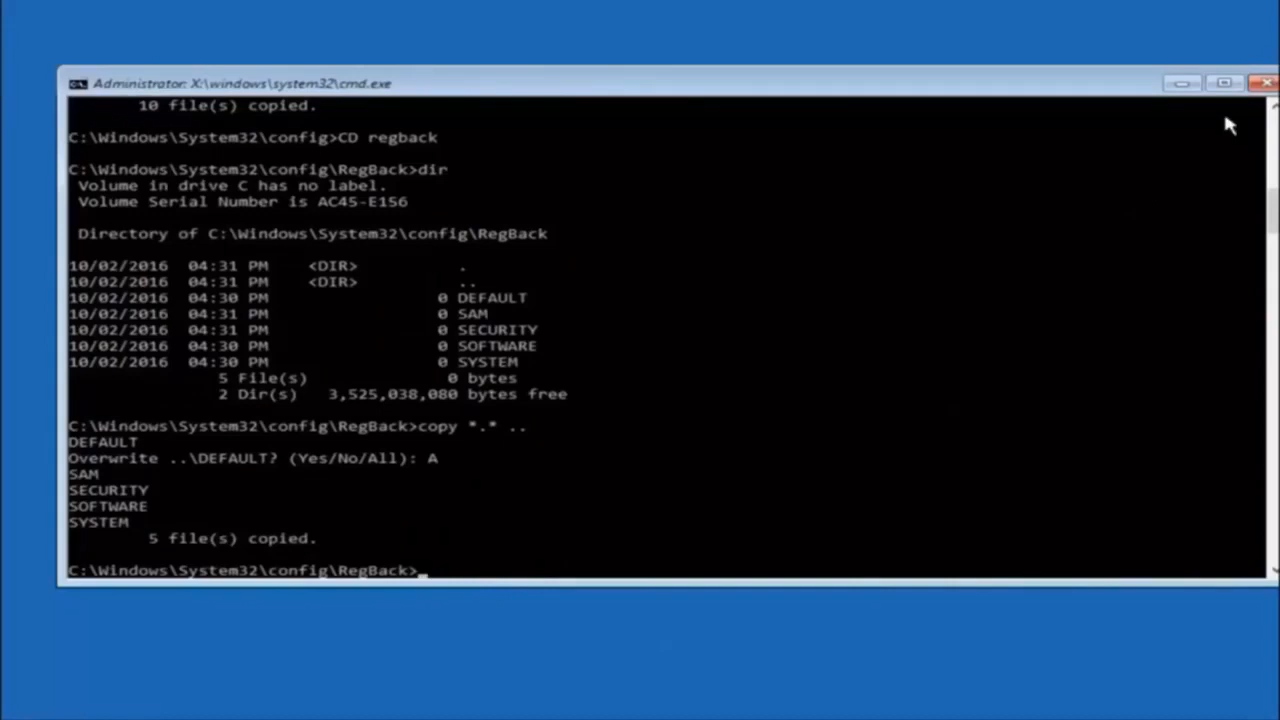 Administrator: X:\windows\system32\cmd.exe
10 file(s) copied.
C:\Windows\System32\config>CD regback
C:\Windows\System32\config\RegBack>dir
Volume in drive C has no label.
Volume Serial Number is AC45-E156
Directory of C:\Windows\System32\config\RegBack
10/02/2016 04:31 PM <DIR> .
10/02/2016 04:31 PM <DIR> ..
10/02/2016 04:30 PM 0 DEFAULT
10/02/2016 04:31 PM 0 SAM
10/02/2016 04:31 PM 0 SECURITY
10/02/2016 04:30 PM 0 SOFTWARE
10/02/2016 04:30 PM 0 SYSTEM
5 File(s) 0 bytes
2 Dir(s) 3,525,038,080 bytes free
C:\Windows\System32\config\RegBack>copy *.* ..
DEFAULT
Overwrite ..\DEFAULT? (Yes/No/All): A
SAM
SECURITY
SOFTWARE
SYSTEM
5 file(s) copied.
C:\Windows\System32\config\RegBack>_